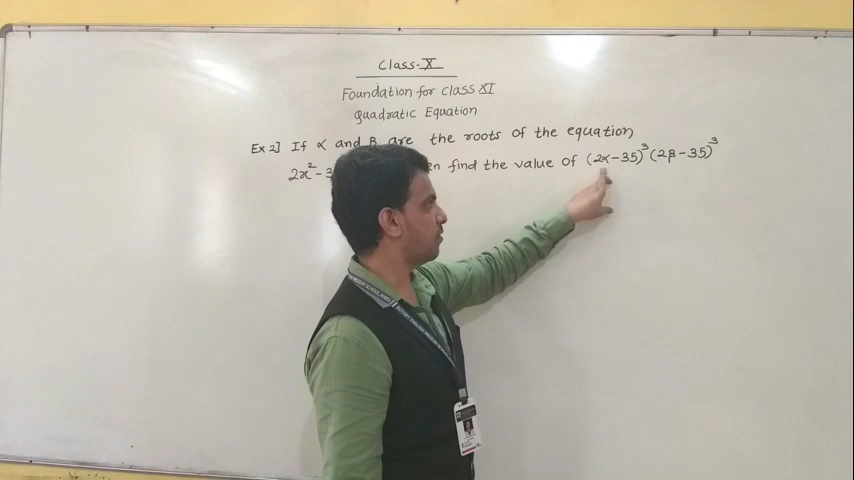 Class-X
Foundation for class XI
Quadratic Equation
Ex 2] If α and β are the roots of the equation
2x² - 3 find the value of (2α - 35)³ (2β - 35)³